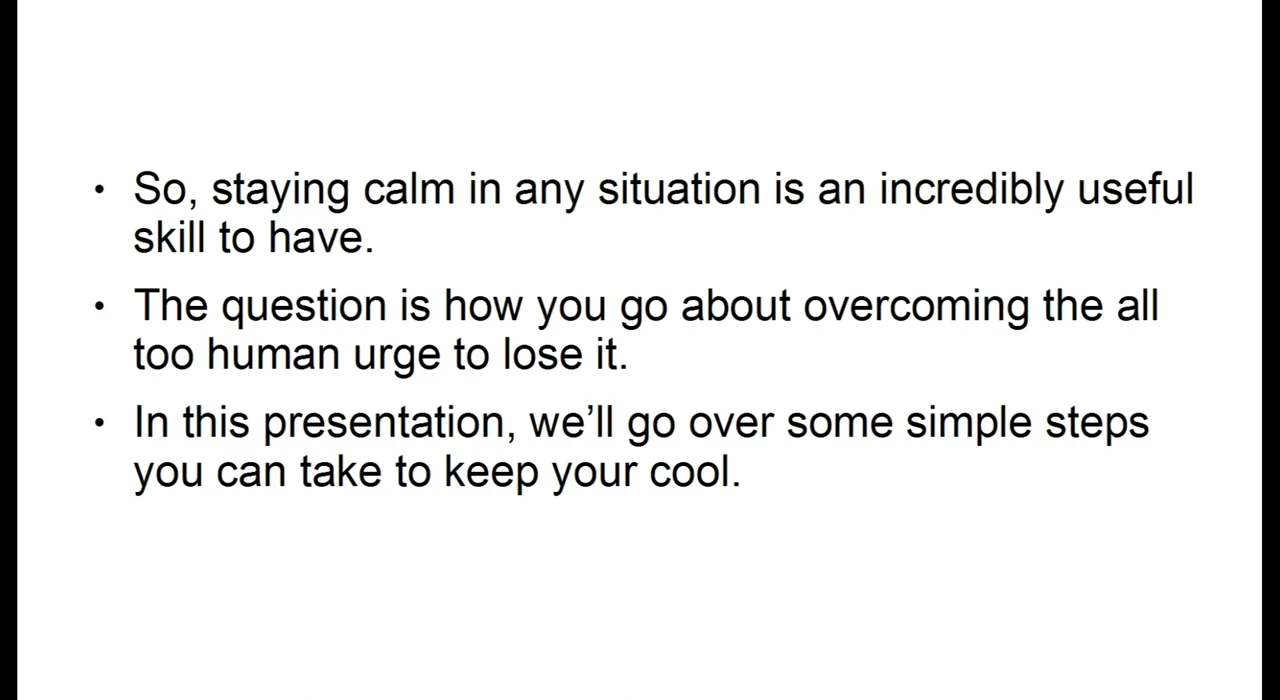 • So, staying calm in any situation is an incredibly useful
skill to have.
• The question is how you go about overcoming the all
too human urge to lose it.
• In this presentation, we’ll go over some simple steps
you can take to keep your cool.